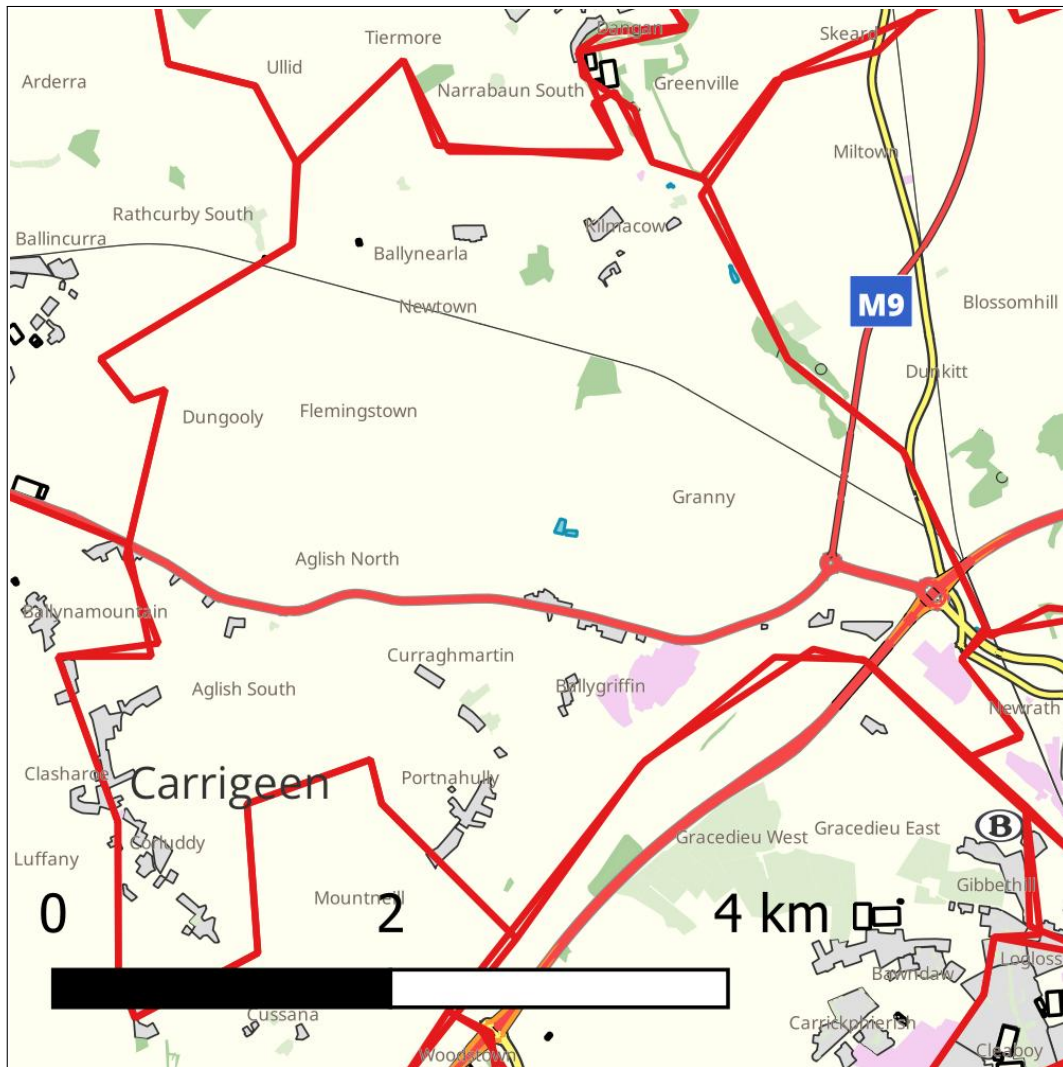 Dangan
Skeard
Tiermore
Ullid
Arderra
Narrabaun South
Greenville
Miltown
Rathcurby South
Kilmacow
Ballincurra
Ballynearla
M9
Blossomhill
Newtown
Dunkitt
Dungooly
Flemingstown
Granny
Aglish North
Ballynamountain
Curraghmartin
Aglish South
Ballygriffin
Newrath
Clasharoe
Carrigeen
Portnahully
B
Gracedieu West
Gracedieu East
Corluddy
Luffany
Gibbethill
Mountneill
0 2 4 km
Logloss
Bawndaw
Cussana
Carrickphierish
Woodstown
Cleaboy